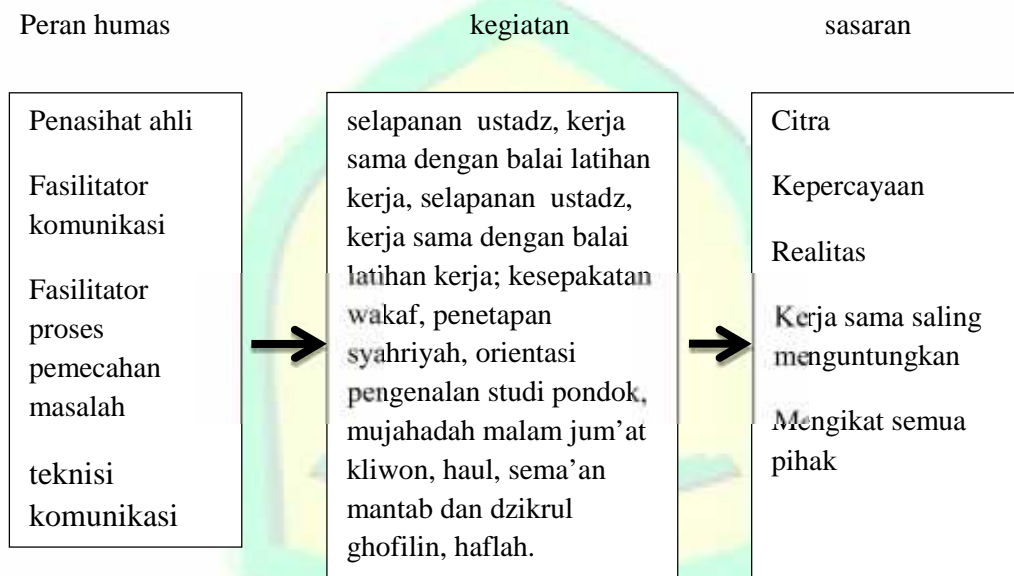 Peran humas
kegiatan
sasaran
Penasihat ahli
Fasilitator
komunikasi
Fasilitator
proses
pemecahan
masalah
teknisi
komunikasi
selapanan ustadz, kerja
sama dengan balai latihan
kerja, selapanan ustadz,
kerja sama dengan balai
latihan kerja; kesepakatan
wakaf, penetapan
syahriyah, orientasi
pengenalan studi pondok,
mujahadah malam jum’at
kliwon, haul, sema’an
mantab dan dzikrul
ghofilin, haflah.
Citra
Kepercayaan
Realitas
Kerja sama saling
menguntungkan
Mengikat semua
pihak